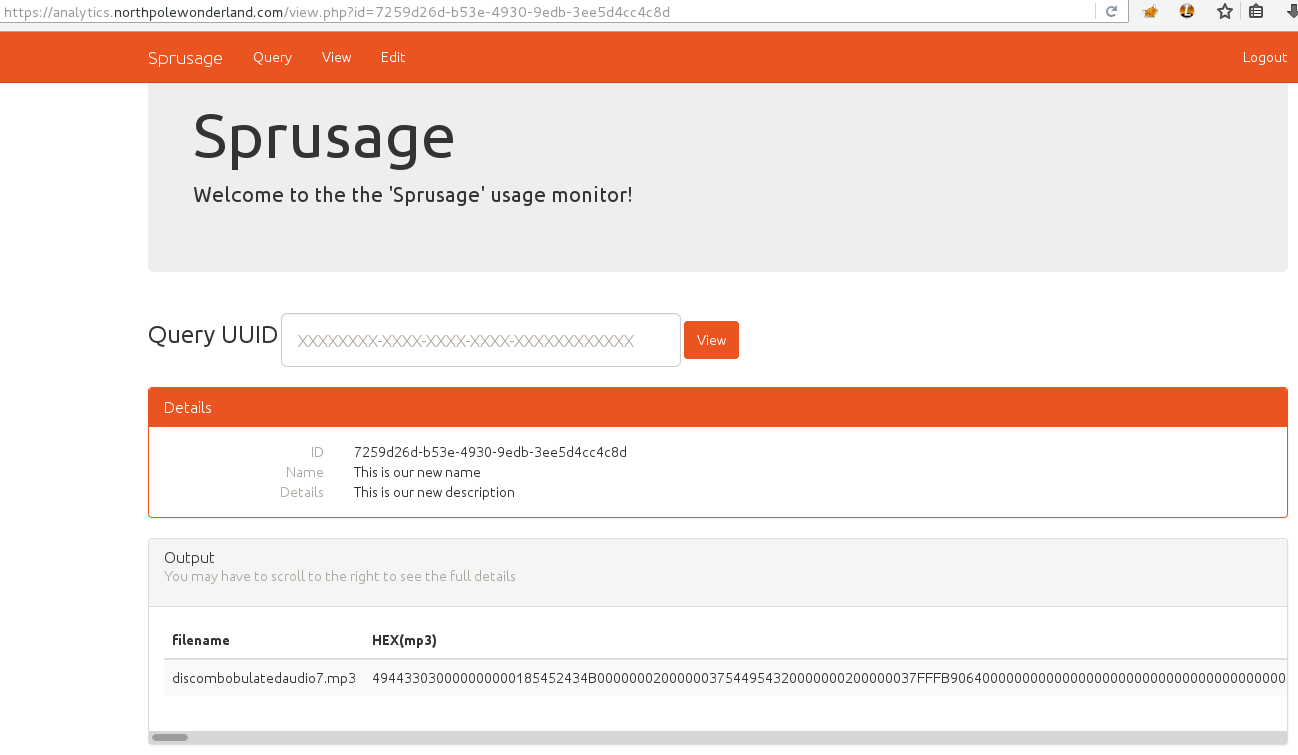 https://analytics.northpolewonderland.com/view.php?id=7259d26d-b53e-4930-9edb-3ee5d4cc4c8d
Sprusage Query View Edit Logout
Sprusage
Welcome to the the 'Sprusage' usage monitor!
Query UUID XXXXXXXX-XXXX-XXXX-XXXX-XXXXXXXXXXXX View
Details
ID 7259d26d-b53e-4930-9edb-3ee5d4cc4c8d
Name This is our new name
Details This is our new description
Output
You may have to scroll to the right to see the full details
filename HEX(mp3)
discombobulatedaudio7.mp3